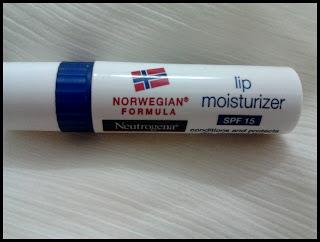 NORWEGIAN®
FORMULA
Neutrogena®
lip
moisturizer
SPF 15
conditions and protects